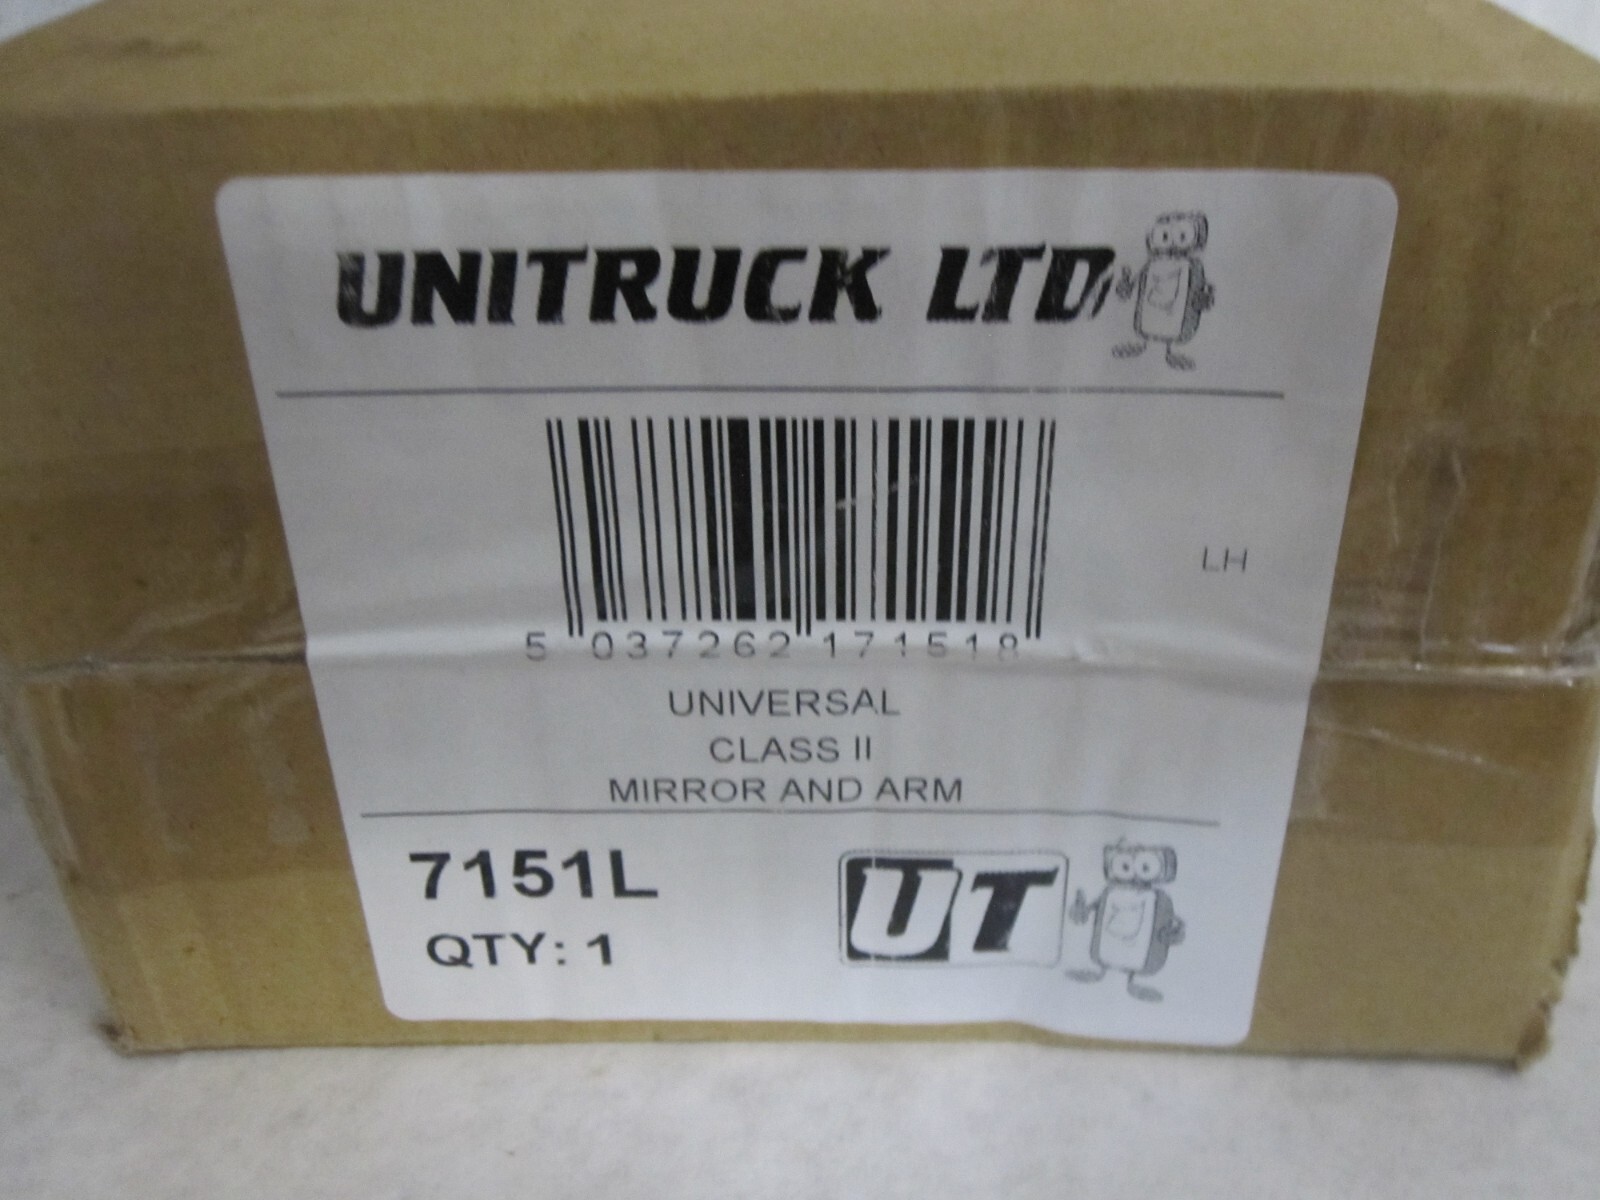 UNITRUCK LTD
LH
5 037262 171518
UNIVERSAL
CLASS II
MIRROR AND ARM
7151L
QTY: 1
UT